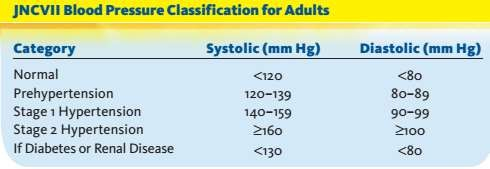 JNCVII Blood Pressure Classification for Adults
Category Systolic (mm Hg) Diastolic (mm Hg)
Normal <120 <80
Prehypertension 120–139 80–89
Stage 1 Hypertension 140–159 90–99
Stage 2 Hypertension ≥160 ≥100
If Diabetes or Renal Disease <130 <80